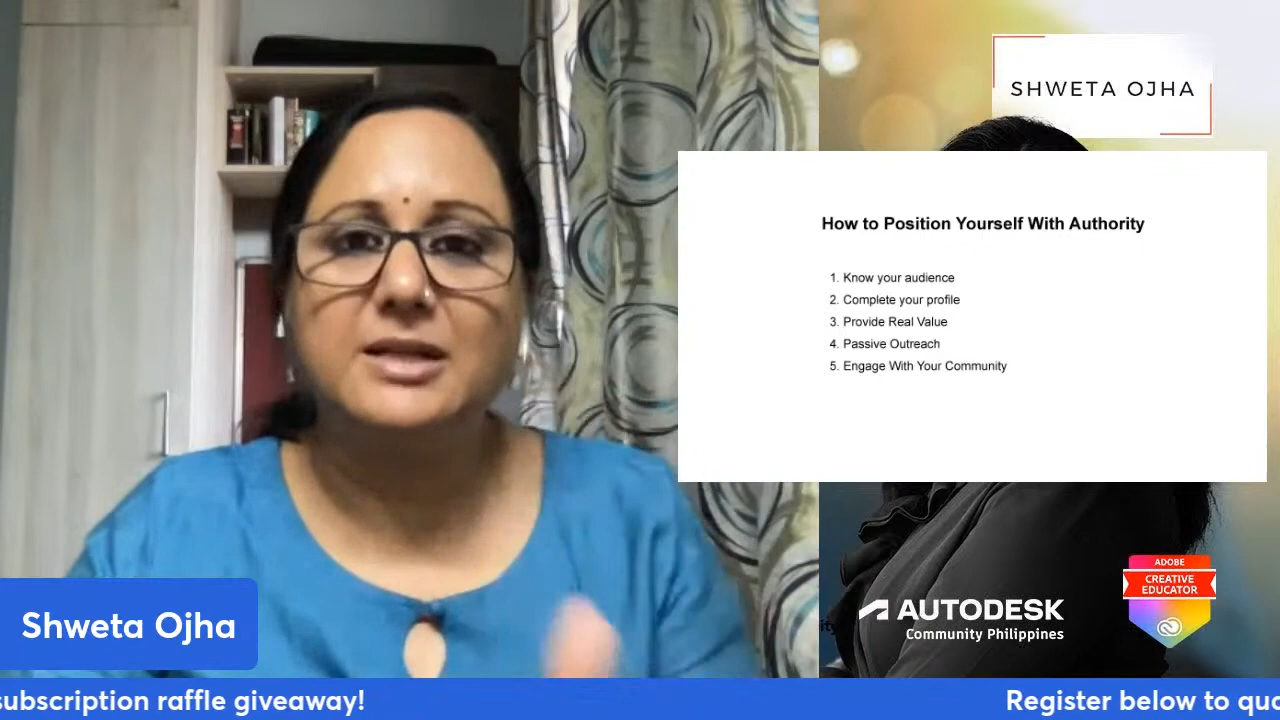 SHWETA OJHA
How to Position Yourself With Authority
1. Know your audience
2. Complete your profile
3. Provide Real Value
4. Passive Outreach
5. Engage With Your Community
Shweta Ojha
AUTODESK
Community Philippines
ADOBE
CREATIVE
EDUCATOR
subscription raffle giveaway!
Register below to